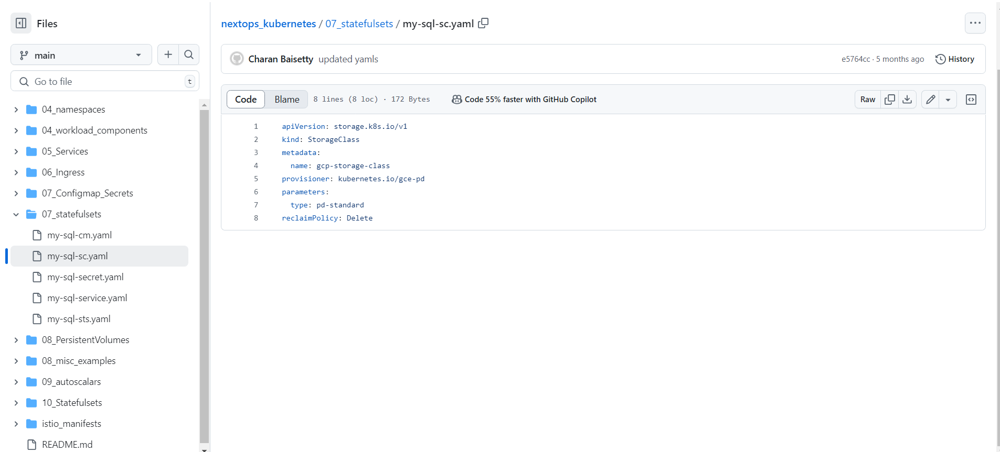 Files
main
Go to file
t
04_namespaces
04_workload_components
05_Services
06_Ingress
07_Configmap_Secrets
07_statefulsets
my-sql-cm.yaml
my-sql-sc.yaml
my-sql-secret.yaml
my-sql-service.yaml
my-sql-sts.yaml
08_PersistentVolumes
08_misc_examples
09_autoscalars
10_Statefulsets
istio_manifests
README.md
nextops_kubernetes / 07_statefulsets / my-sql-sc.yaml
Charan Baisetty updated yamls
e5764cc · 5 months ago
History
Code
Blame
8 lines (8 loc) · 172 Bytes
Code 55% faster with GitHub Copilot
Raw
1 apiVersion: storage.k8s.io/v1
2 kind: StorageClass
3 metadata:
4   name: gcp-storage-class
5 provisioner: kubernetes.io/gce-pd
6 parameters:
7   type: pd-standard
8 reclaimPolicy: Delete